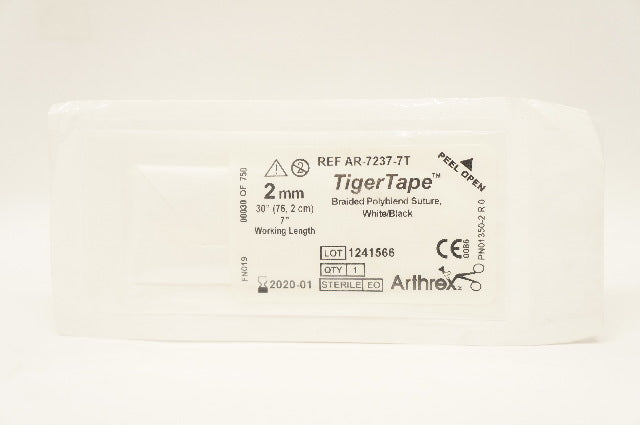 REF AR-7237-7T
TigerTape™
Braided Polyblend Suture,
White/Black
2 mm
30" (76, 2 cm)
7"
Working Length
00030 OF 750
FN019
2020-01
LOT 1241566
QTY 1
STERILE EO
CE
0086
Arthrex
PEEL OPEN
PN01350-2 R 0